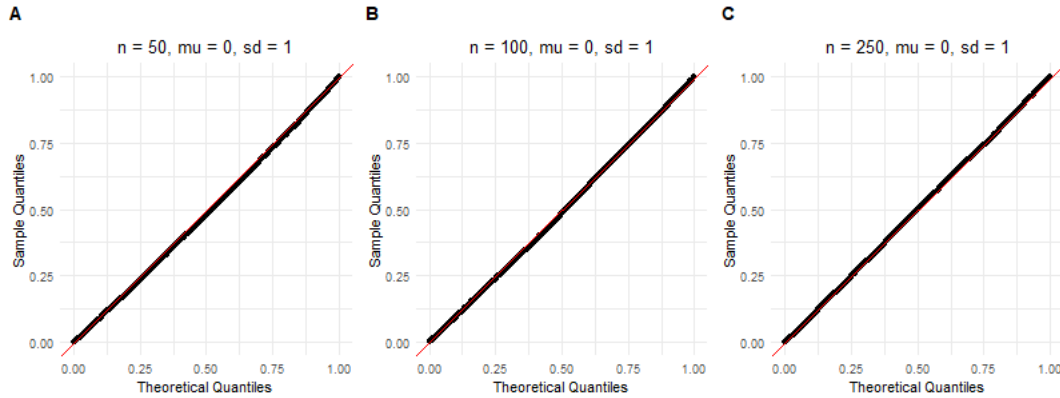 A
n = 50, mu = 0, sd = 1
1.00
0.75
0.50
0.25
0.00
Sample Quantiles
0.00 0.25 0.50 0.75 1.00
Theoretical Quantiles
B
n = 100, mu = 0, sd = 1
1.00
0.75
0.50
0.25
0.00
Sample Quantiles
0.00 0.25 0.50 0.75 1.00
Theoretical Quantiles
C
n = 250, mu = 0, sd = 1
1.00
0.75
0.50
0.25
0.00
Sample Quantiles
0.00 0.25 0.50 0.75 1.00
Theoretical Quantiles